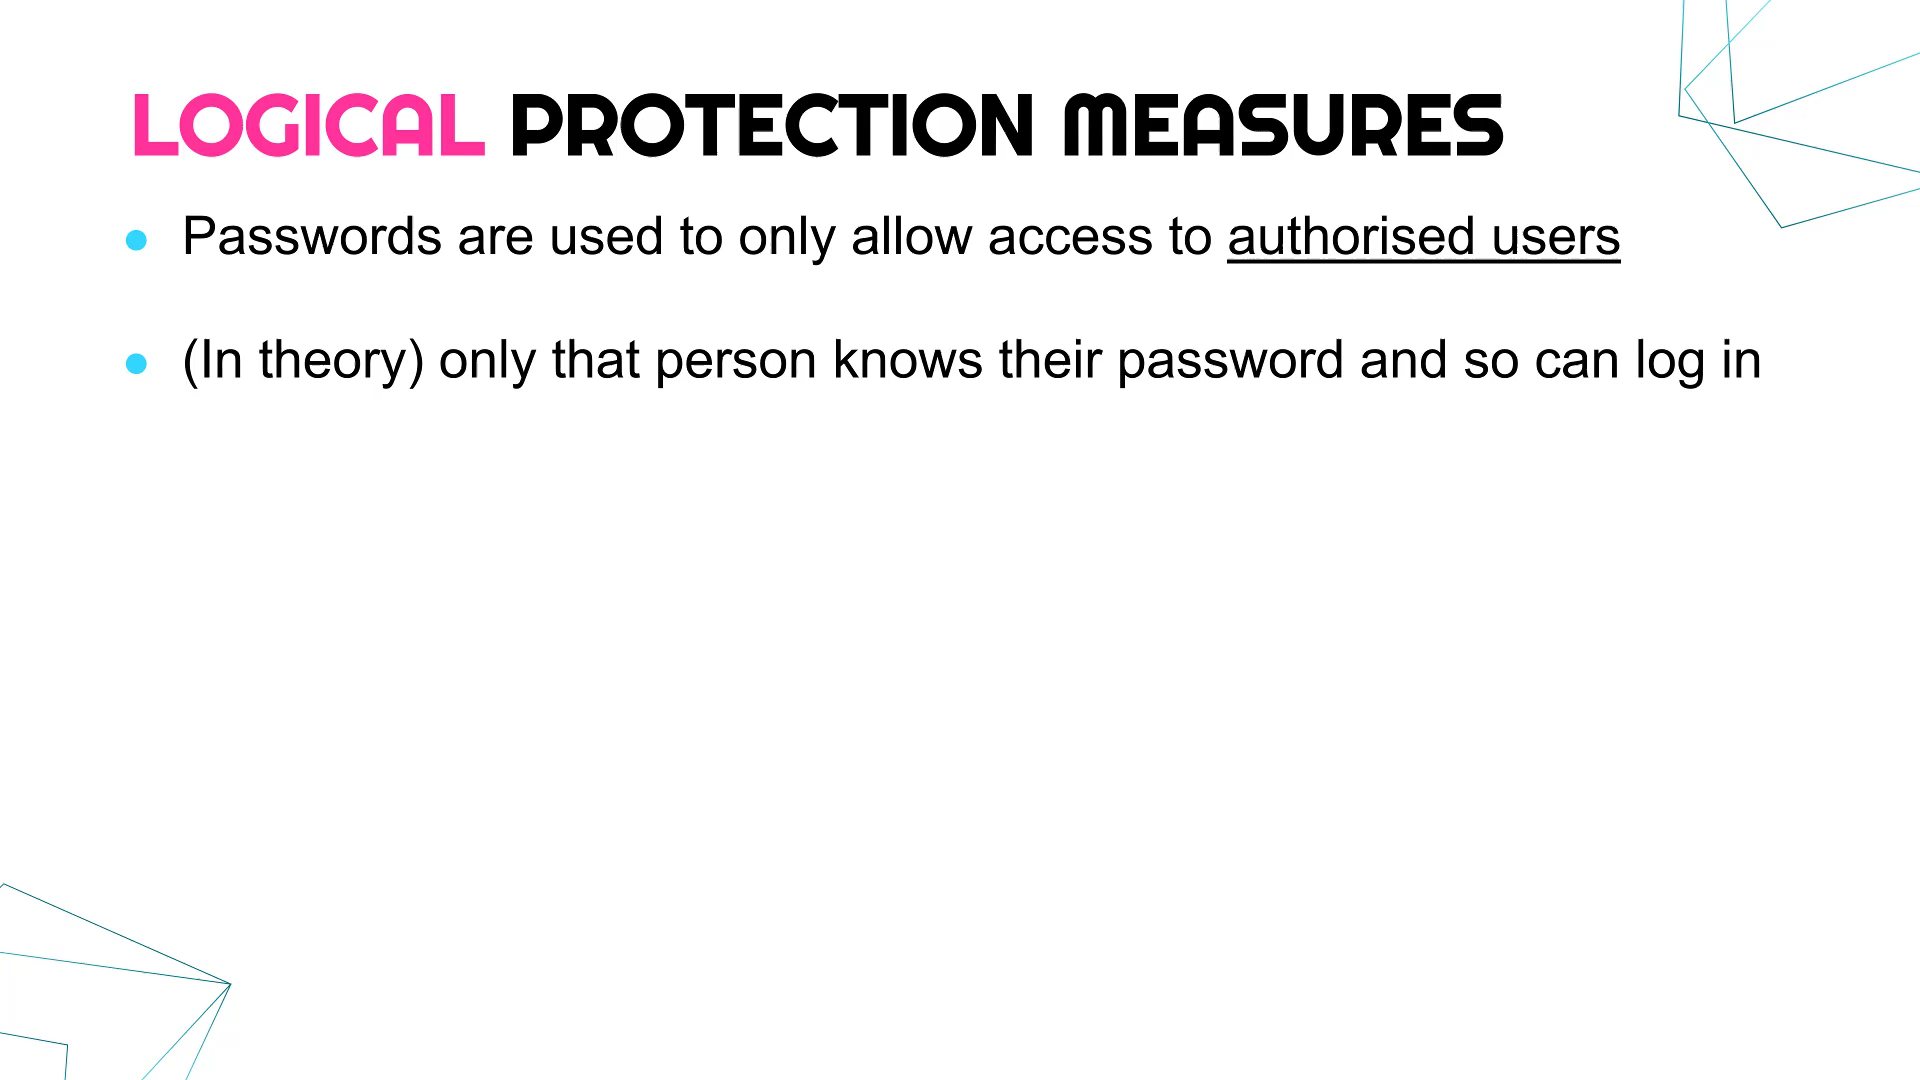 LOGICAL PROTECTION MEASURES
Passwords are used to only allow access to authorised users
(In theory) only that person knows their password and so can log in